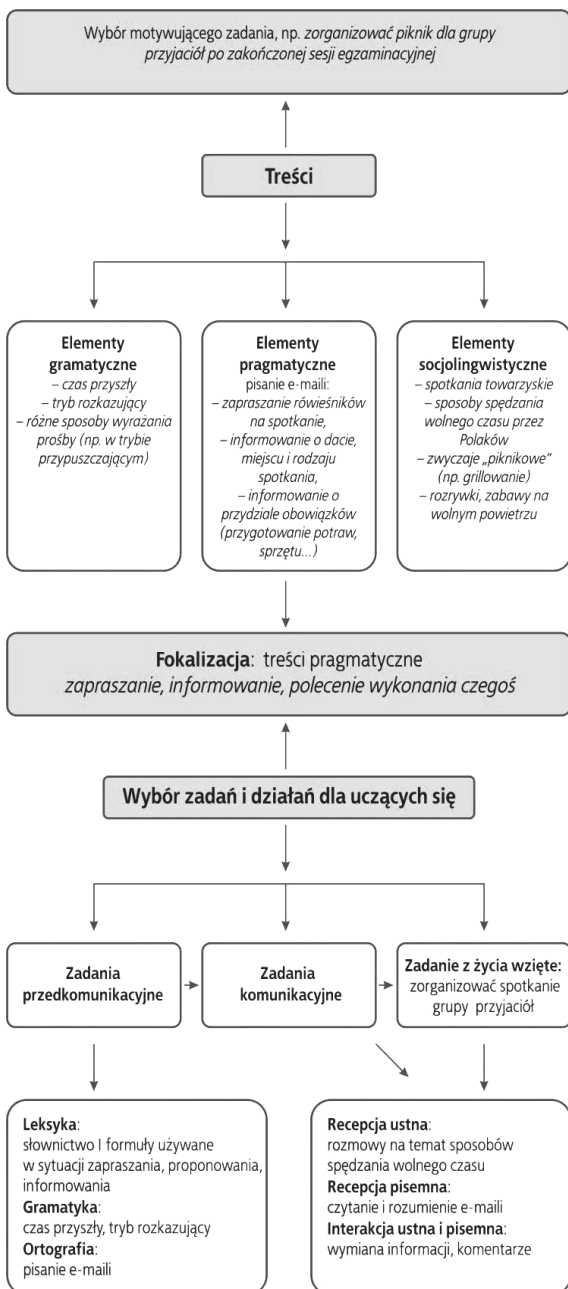 Wybór motywującego zadania, np. zorganizować piknik dla grupy
przyjaciół po zakończonej sesji egzaminacyjnej
Treści
Elementy
gramatyczne
– czas przyszły
– tryb rozkazujący
– różne sposoby wyrażania
prośby (np. w trybie
przypuszczającym)
Elementy
pragmatyczne
pisanie e-maili:
– zapraszanie rówieśników
na spotkanie,
– informowanie o dacie,
miejscu i rodzaju
spotkania,
– informowanie o
przydziale obowiązków
(przygotowanie potraw,
sprzętu...)
Elementy
socjolingwistyczne
– spotkania towarzyskie
– sposoby spędzania
wolnego czasu przez
Polaków
– zwyczaje „piknikowe”
(np. grillowanie)
– rozrywki, zabawy na
wolnym powietrzu
Fokalizacja: treści pragmatyczne
zapraszanie, informowanie, polecenie wykonania czegoś
Wybór zadań i działań dla uczących się
Zadania
przedkomunikacyjne
Zadania
komunikacyjne
Zadanie z życia wzięte:
zorganizować spotkanie
grupy przyjaciół
Leksyka:
słownictwo I formuły używane
w sytuacji zapraszania, proponowania,
informowania
Gramatyka:
czas przyszły, tryb rozkazujący
Ortografia:
pisanie e-maili
Recepcja ustna:
rozmowy na temat sposobów
spędzania wolnego czasu
Recepcja pisemna:
czytanie i rozumienie e-maili
Interakcja ustna i pisemna:
wymiana informacji, komentarze